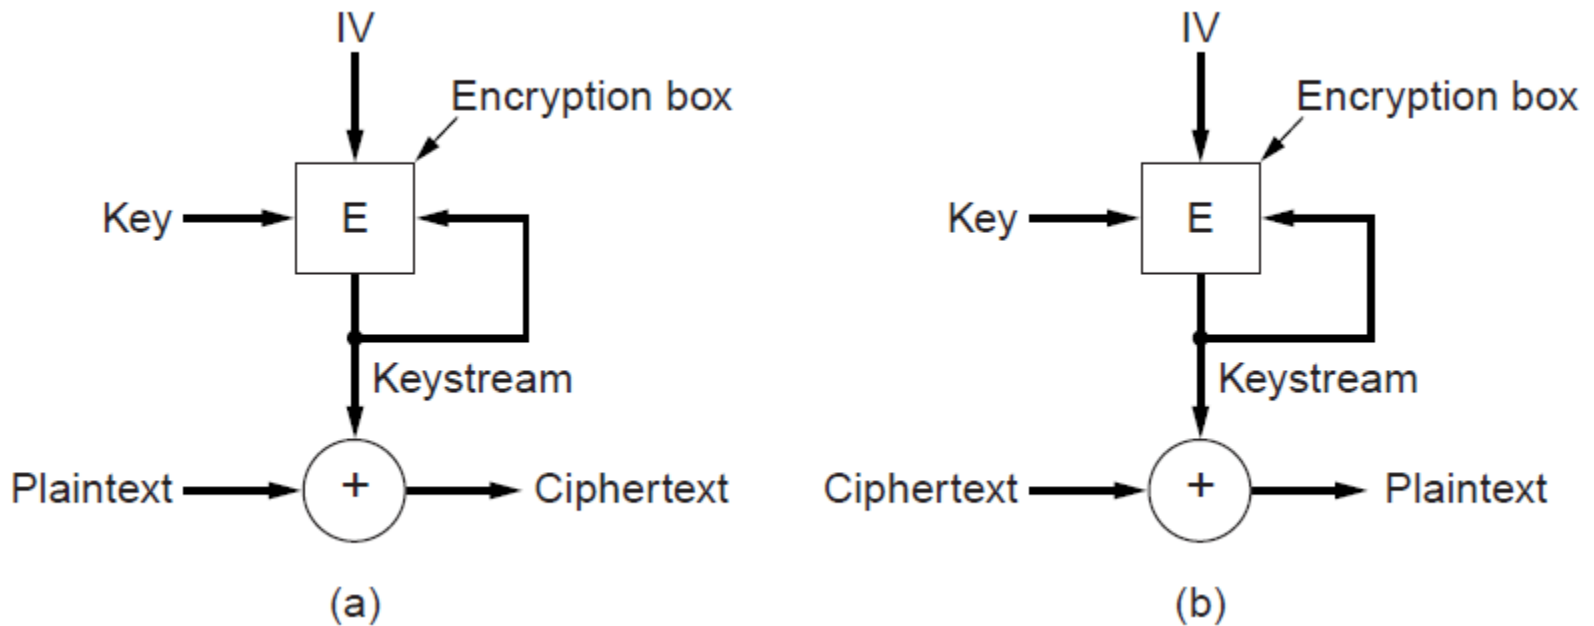 IV
Encryption box
Key
E
Keystream
Plaintext
+
Ciphertext
(a)
IV
Encryption box
Key
E
Keystream
Ciphertext
+
Plaintext
(b)